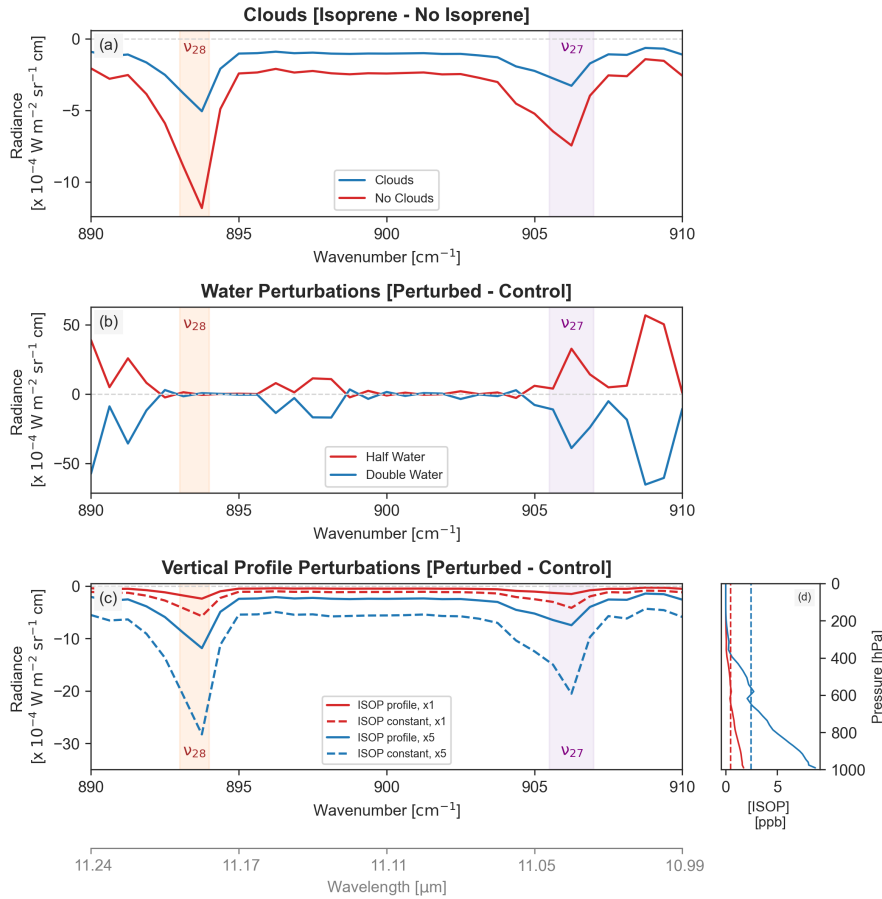 Clouds [Isoprene - No Isoprene]
(a)
ν28
ν27
0
−5
−10
Radiance
[x 10⁻⁴ W m⁻² sr⁻¹ cm]
Clouds
No Clouds
890 895 900 905 910
Wavenumber [cm⁻¹]
Water Perturbations [Perturbed - Control]
(b)
ν28
ν27
50
0
−50
Radiance
[x 10⁻⁴ W m⁻² sr⁻¹ cm]
Half Water
Double Water
890 895 900 905 910
Wavenumber [cm⁻¹]
Vertical Profile Perturbations [Perturbed - Control]
(c)
0
−10
−20
−30
Radiance
[x 10⁻⁴ W m⁻² sr⁻¹ cm]
ISOP profile, x1
ISOP constant, x1
ISOP profile, x5
ISOP constant, x5
ν28
ν27
890 895 900 905 910
Wavenumber [cm⁻¹]
(d)
0
200
400
600
800
1000
Pressure [hPa]
0 5
[ISOP]
[ppb]
11.24 11.17 11.11 11.05 10.99
Wavelength [μm]